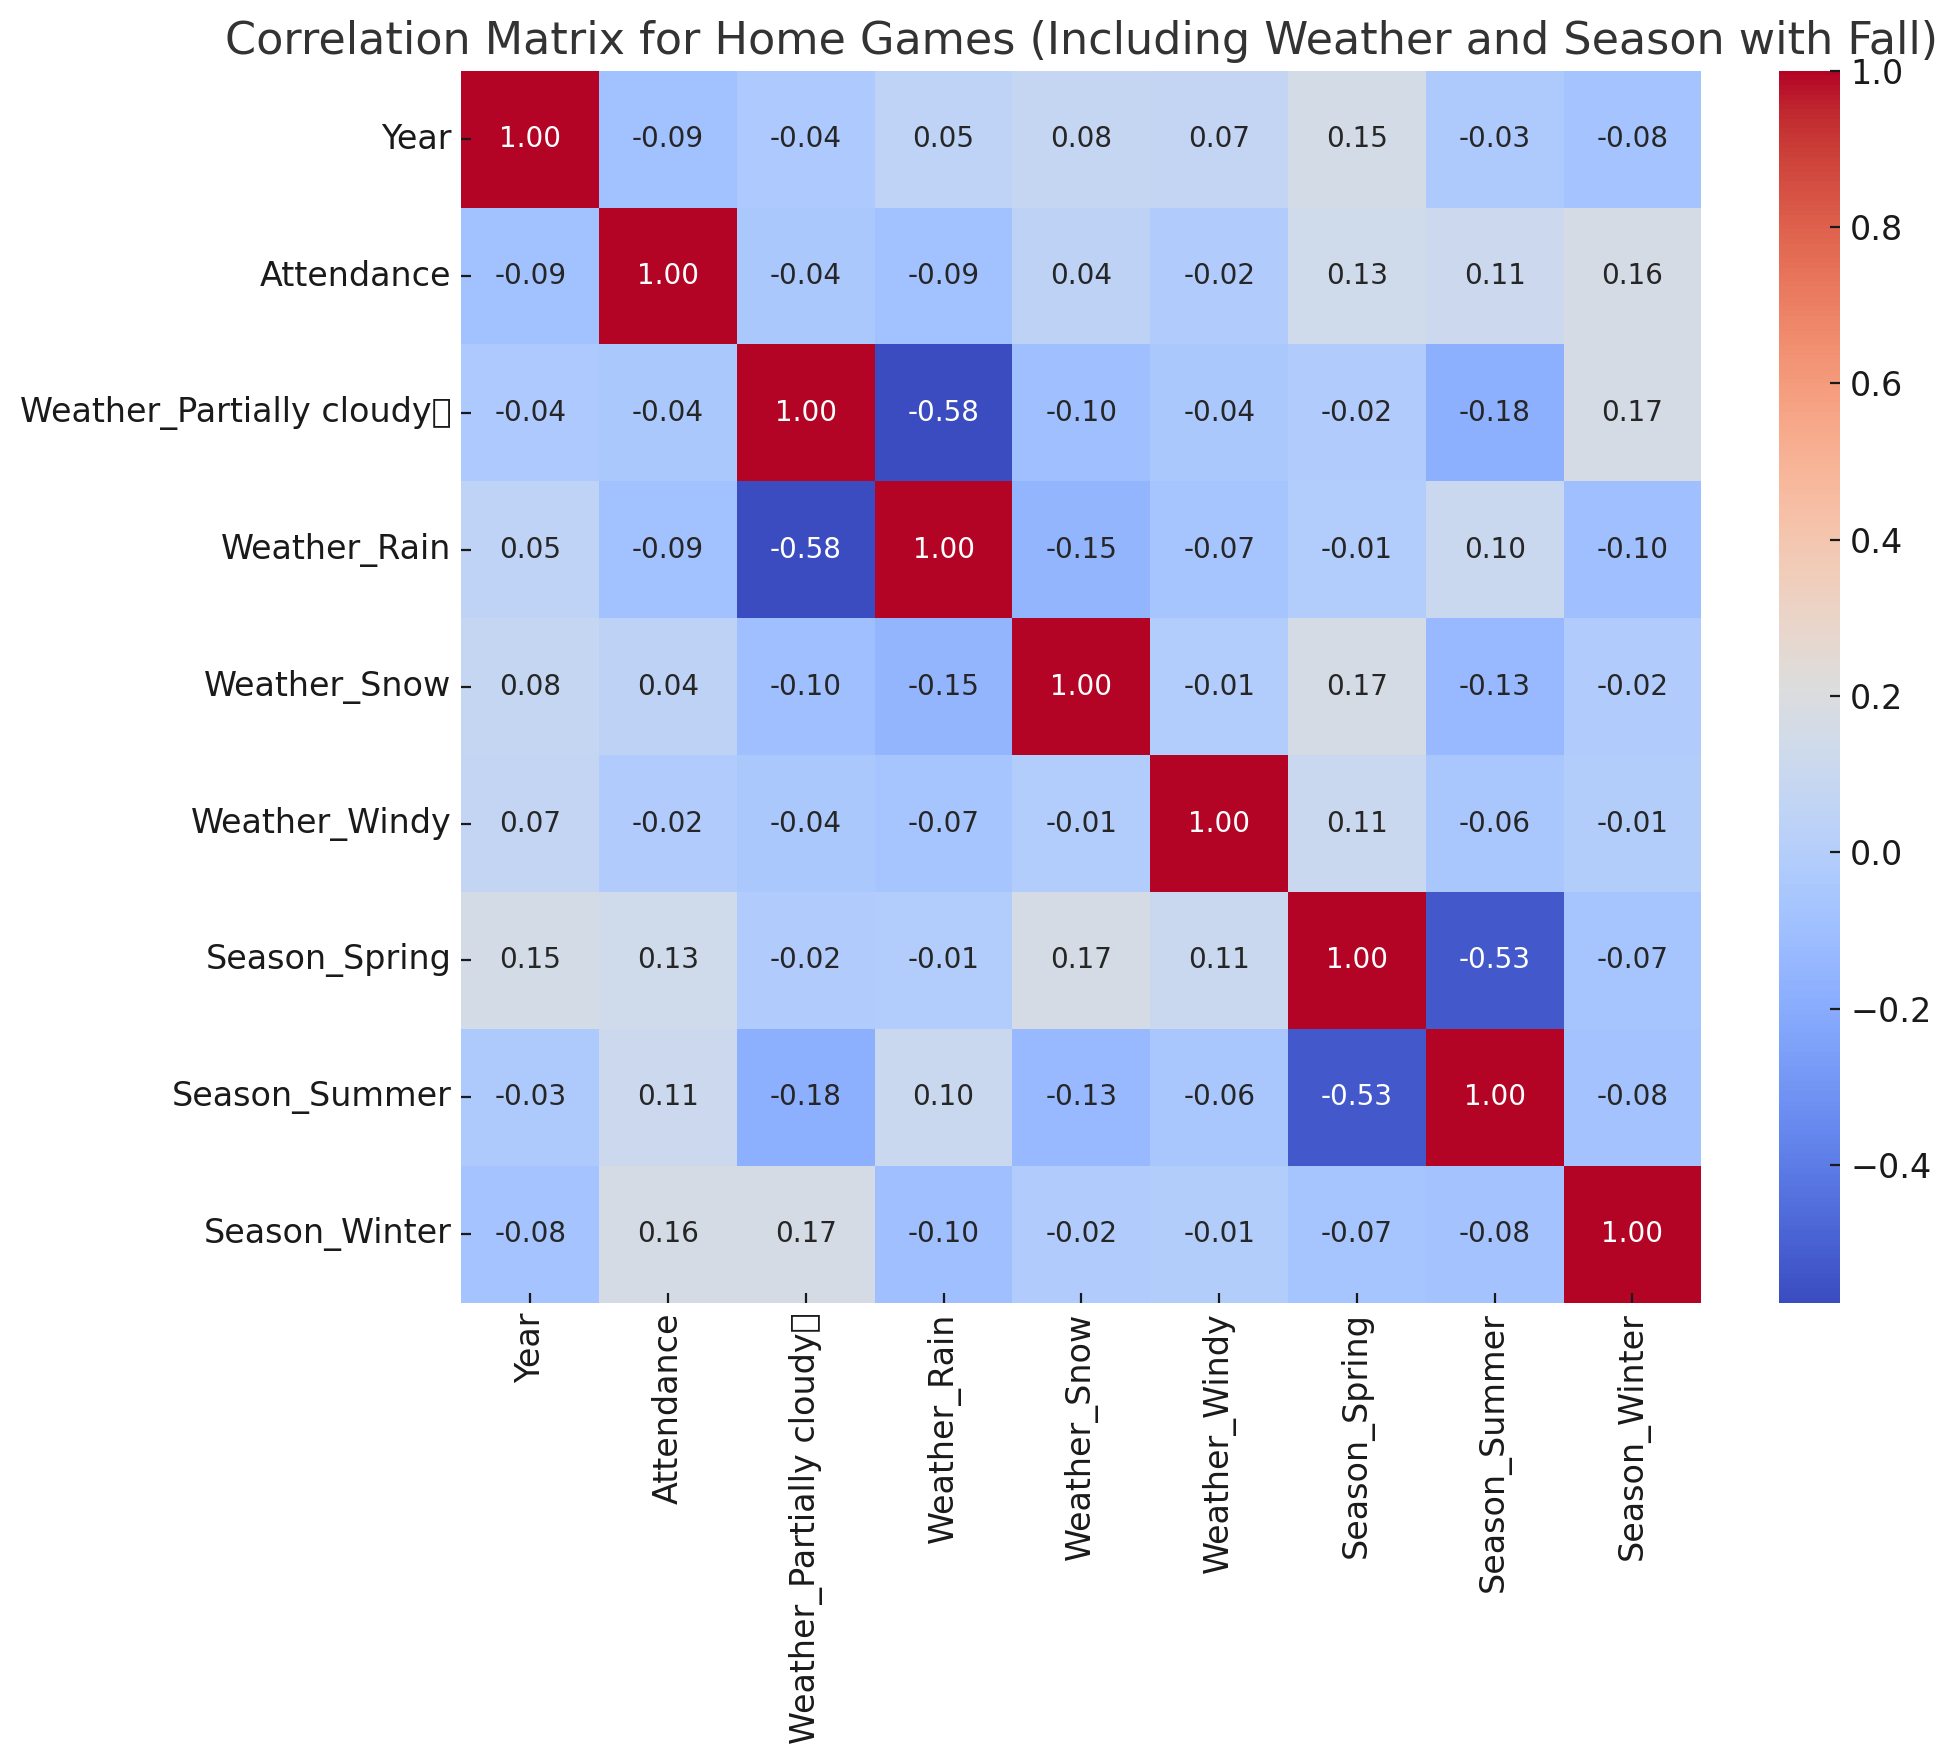 Correlation Matrix for Home Games (Including Weather and Season with Fall)
Year 1.00 -0.09 -0.04 0.05 0.08 0.07 0.15 -0.03 -0.08
Attendance -0.09 1.00 -0.04 -0.09 0.04 -0.02 0.13 0.11 0.16
Weather_Partially cloudy▯ -0.04 -0.04 1.00 -0.58 -0.10 -0.04 -0.02 -0.18 0.17
Weather_Rain 0.05 -0.09 -0.58 1.00 -0.15 -0.07 -0.01 0.10 -0.10
Weather_Snow 0.08 0.04 -0.10 -0.15 1.00 -0.01 0.17 -0.13 -0.02
Weather_Windy 0.07 -0.02 -0.04 -0.07 -0.01 1.00 0.11 -0.06 -0.01
Season_Spring 0.15 0.13 -0.02 -0.01 0.17 0.11 1.00 -0.53 -0.07
Season_Summer -0.03 0.11 -0.18 0.10 -0.13 -0.06 -0.53 1.00 -0.08
Season_Winter -0.08 0.16 0.17 -0.10 -0.02 -0.01 -0.07 -0.08 1.00
Year
Attendance
Weather_Partially cloudy▯
Weather_Rain
Weather_Snow
Weather_Windy
Season_Spring
Season_Summer
Season_Winter
1.0
0.8
0.6
0.4
0.2
0.0
−0.2
−0.4